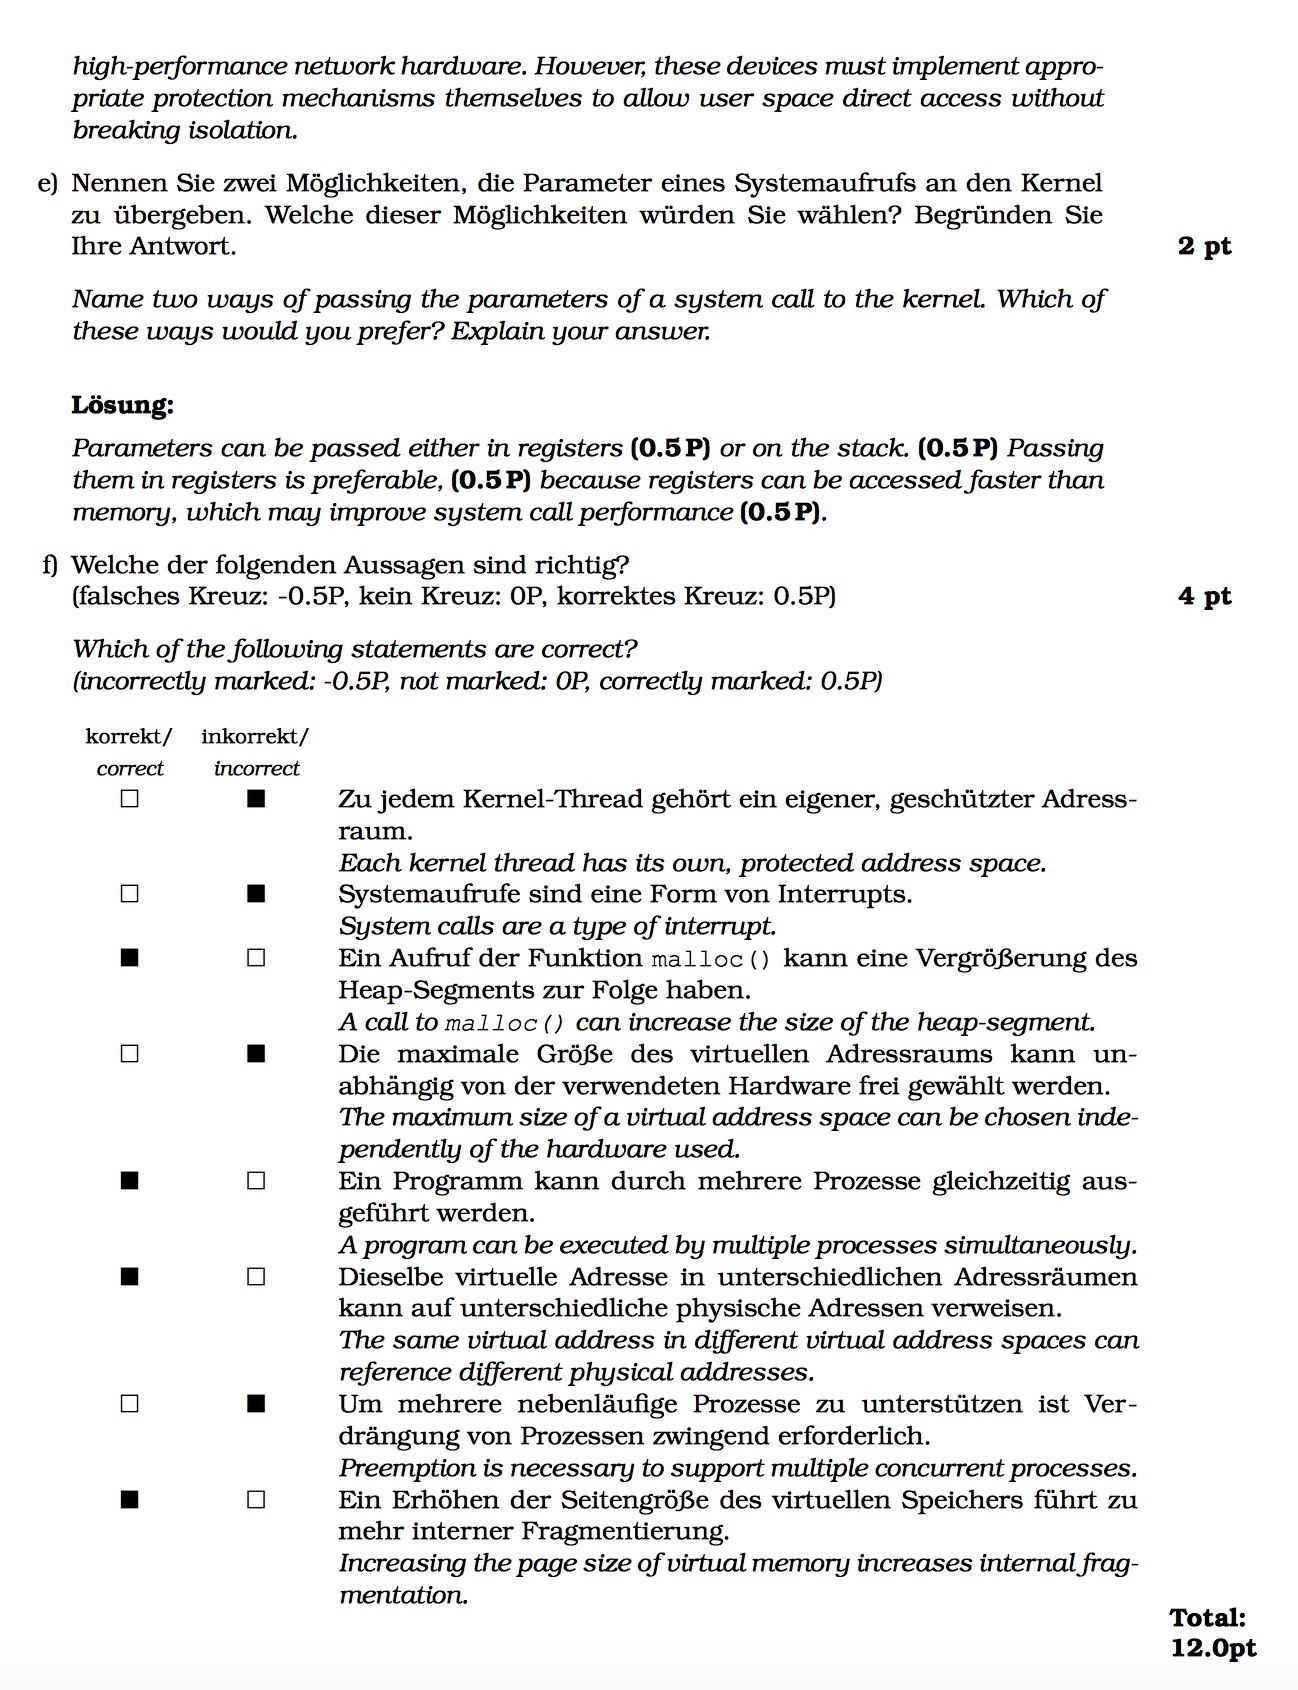 high-performance network hardware. However, these devices must implement appro-
priate protection mechanisms themselves to allow user space direct access without
breaking isolation.
e) Nennen Sie zwei Möglichkeiten, die Parameter eines Systemaufrufs an den Kernel
zu übergeben. Welche dieser Möglichkeiten würden Sie wählen? Begründen Sie
Ihre Antwort. 2 pt
Name two ways of passing the parameters of a system call to the kernel. Which of
these ways would you prefer? Explain your answer.
Lösung:
Parameters can be passed either in registers (0.5 P) or on the stack. (0.5 P) Passing
them in registers is preferable, (0.5 P) because registers can be accessed faster than
memory, which may improve system call performance (0.5 P).
f) Welche der folgenden Aussagen sind richtig?
(falsches Kreuz: -0.5P, kein Kreuz: 0P, korrektes Kreuz: 0.5P) 4 pt
Which of the following statements are correct?
(incorrectly marked: -0.5P, not marked: 0P, correctly marked: 0.5P)
korrekt/ inkorrekt/
correct incorrect
□ ■ Zu jedem Kernel-Thread gehört ein eigener, geschützter Adress-
raum.
Each kernel thread has its own, protected address space.
□ ■ Systemaufrufe sind eine Form von Interrupts.
System calls are a type of interrupt.
■ □ Ein Aufruf der Funktion malloc() kann eine Vergrößerung des
Heap-Segments zur Folge haben.
A call to malloc() can increase the size of the heap-segment.
□ ■ Die maximale Größe des virtuellen Adressraums kann un-
abhängig von der verwendeten Hardware frei gewählt werden.
The maximum size of a virtual address space can be chosen inde-
pendently of the hardware used.
■ □ Ein Programm kann durch mehrere Prozesse gleichzeitig aus-
geführt werden.
A program can be executed by multiple processes simultaneously.
■ □ Dieselbe virtuelle Adresse in unterschiedlichen Adressräumen
kann auf unterschiedliche physische Adressen verweisen.
The same virtual address in different virtual address spaces can
reference different physical addresses.
□ ■ Um mehrere nebenläufige Prozesse zu unterstützen ist Ver-
drängung von Prozessen zwingend erforderlich.
Preemption is necessary to support multiple concurrent processes.
■ □ Ein Erhöhen der Seitengröße des virtuellen Speichers führt zu
mehr interner Fragmentierung.
Increasing the page size of virtual memory increases internal frag-
mentation.
Total:
12.0pt